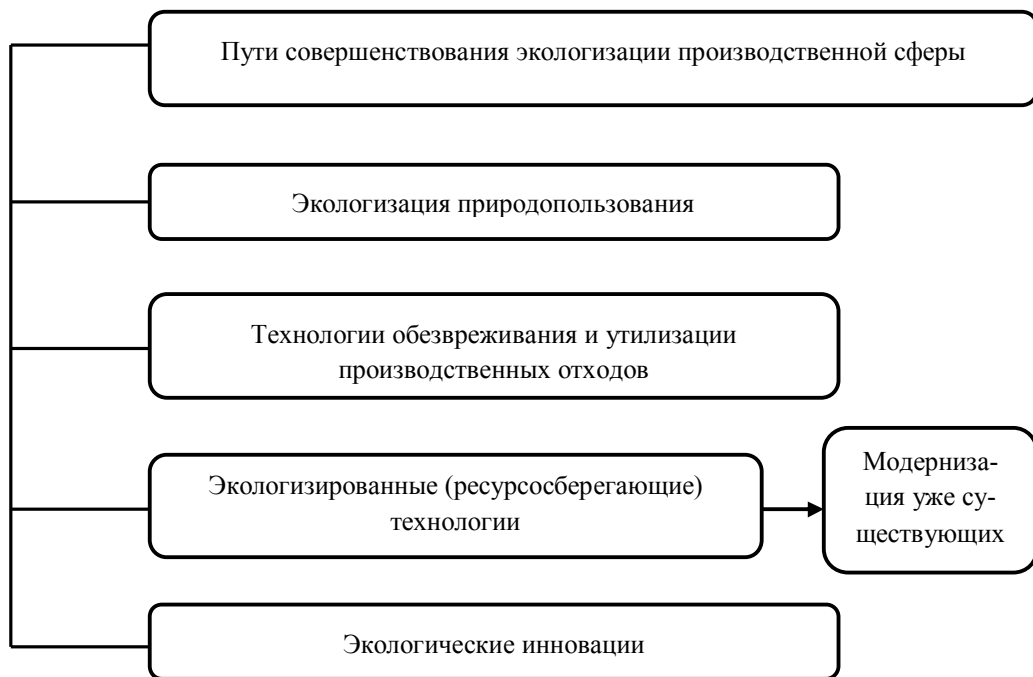 Пути совершенствования экологизации производственной сферы
Экологизация природопользования
Технологии обезвреживания и утилизации
производственных отходов
Экологизированные (ресурсосберегающие)
технологии
Модерниза-
ция уже су-
ществующих
Экологические инновации